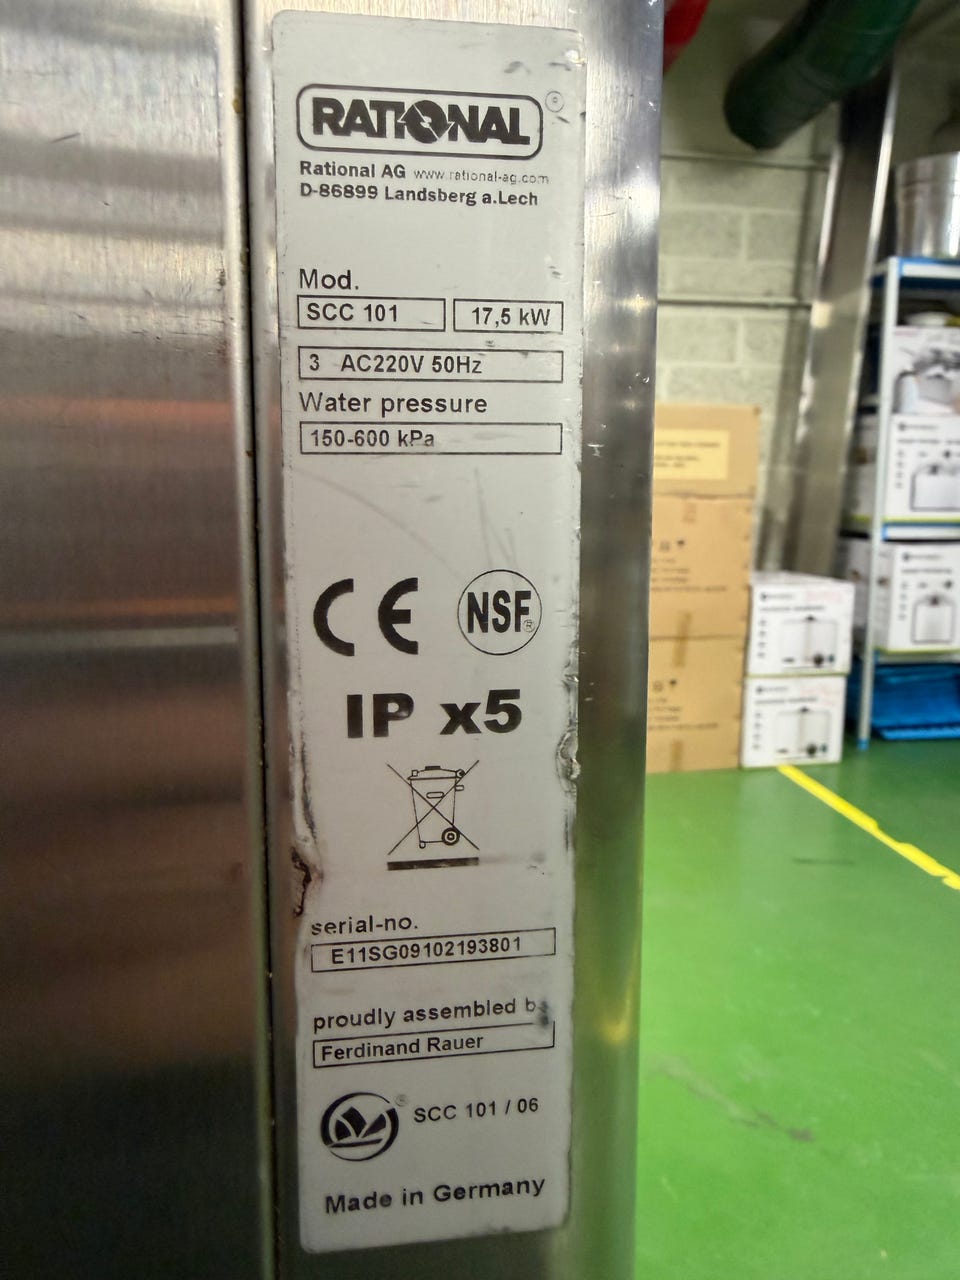 RATIONAL ®
Rational AG www.rational-ag.com
D-86899 Landsberg a.Lech
Mod.
SCC 101 17,5 kW
3 AC220V 50Hz
Water pressure
150-600 kPa
CE NSF ®
IP x5
serial-no.
E11SG09102193801
proudly assembled by
Ferdinand Rauer
® SCC 101 / 06
Made in Germany